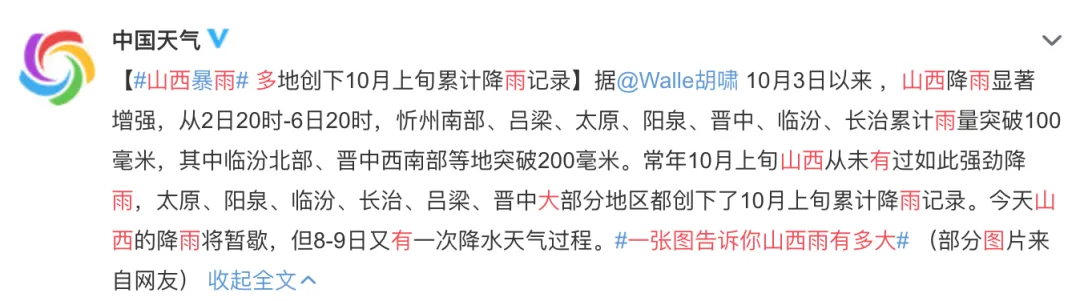 中国天气
【#山西暴雨# 多地创下10月上旬累计降雨记录】据@Walle胡啸 10月3日以来 ，山西降雨显著
增强，从2日20时-6日20时，忻州南部、吕梁、太原、阳泉、晋中、临汾、长治累计雨量突破100
毫米，其中临汾北部、晋中西南部等地突破200毫米。常年10月上旬山西从未有过如此强劲降
雨，太原、阳泉、临汾、长治、吕梁、晋中大部分地区都创下了10月上旬累计降雨记录。今天山
西的降雨将暂歇，但8-9日又有一次降水天气过程。#一张图告诉你山西雨有多大# （部分图片来
自网友） 收起全文